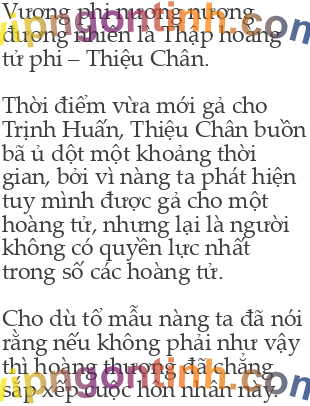 Vương phi nương nương
đương nhiên là Thập hoàng
tử phi – Thiệu Chân.
Thời điểm vừa mới gả cho
Trịnh Huấn, Thiệu Chân buồn
bã ủ dột một khoảng thời
gian, bởi vì nàng ta phát hiện
tuy mình được gả cho một
hoàng tử, nhưng lại là người
không có quyền lực nhất
trong số các hoàng tử.
Cho dù tổ mẫu nàng ta đã nói
rằng nếu không phải như vậy
thì hoàng thượng đã chẳng
sắp xếp cuộc hôn nhân này.
vipngontinh.com
vipngontinh.com